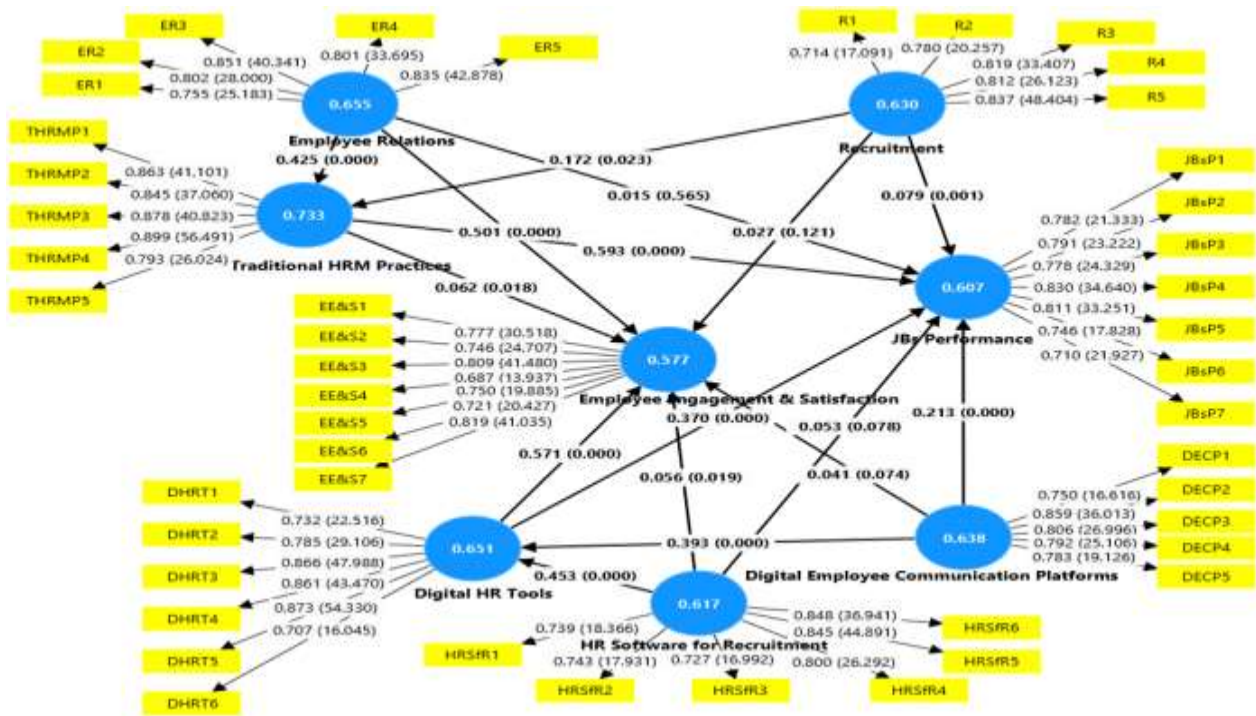 ER3
ER4
R1
R2
ER2
ER5
R3
ER1
R4
R5
0.851 (40.341)
0.801 (33.695)
0.802 (28.000)
0.835 (42.878)
0.755 (25.183)
0.714 (17.091)
0.780 (20.257)
0.819 (33.407)
0.812 (26.123)
0.837 (48.404)
0.655
0.630
Employee Relations
Recruitment
THRMP1
THRMP2
THRMP3
THRMP4
THRMP5
0.863 (41.101)
0.845 (37.060)
0.878 (40.823)
0.899 (56.491)
0.793 (26.024)
0.733
Traditional HRM Practices
0.425 (0.000)
0.172 (0.023)
0.015 (0.565)
0.079 (0.001)
0.501 (0.000)
0.027 (0.121)
0.593 (0.000)
0.062 (0.018)
JBsP1
JBsP2
JBsP3
JBsP4
JBsP5
JBsP6
JBsP7
0.782 (21.333)
0.791 (23.222)
0.778 (24.329)
0.830 (34.640)
0.811 (33.251)
0.746 (17.828)
0.710 (21.927)
0.607
JBs Performance
EE&S1
EE&S2
EE&S3
EE&S4
EE&S5
EE&S6
EE&S7
0.777 (30.518)
0.746 (24.707)
0.809 (41.480)
0.687 (13.937)
0.750 (19.885)
0.721 (20.427)
0.819 (41.035)
0.577
Employee Engagement & Satisfaction
0.370 (0.000)
0.213 (0.000)
0.053 (0.078)
0.571 (0.000)
0.056 (0.019)
0.041 (0.074)
0.393 (0.000)
0.453 (0.000)
DHRT1
DHRT2
DHRT3
DHRT4
DHRT5
DHRT6
0.732 (22.516)
0.785 (29.106)
0.866 (47.988)
0.861 (43.470)
0.873 (54.330)
0.707 (16.045)
0.651
Digital HR Tools
DECP1
DECP2
DECP3
DECP4
DECP5
0.750 (16.616)
0.859 (36.013)
0.806 (26.996)
0.792 (25.106)
0.783 (19.126)
0.638
Digital Employee Communication Platforms
0.617
HR Software for Recruitment
0.739 (18.366)
0.743 (17.931)
0.727 (16.992)
0.800 (26.292)
0.845 (44.891)
0.848 (36.941)
HRSfR1
HRSfR2
HRSfR3
HRSfR4
HRSfR5
HRSfR6